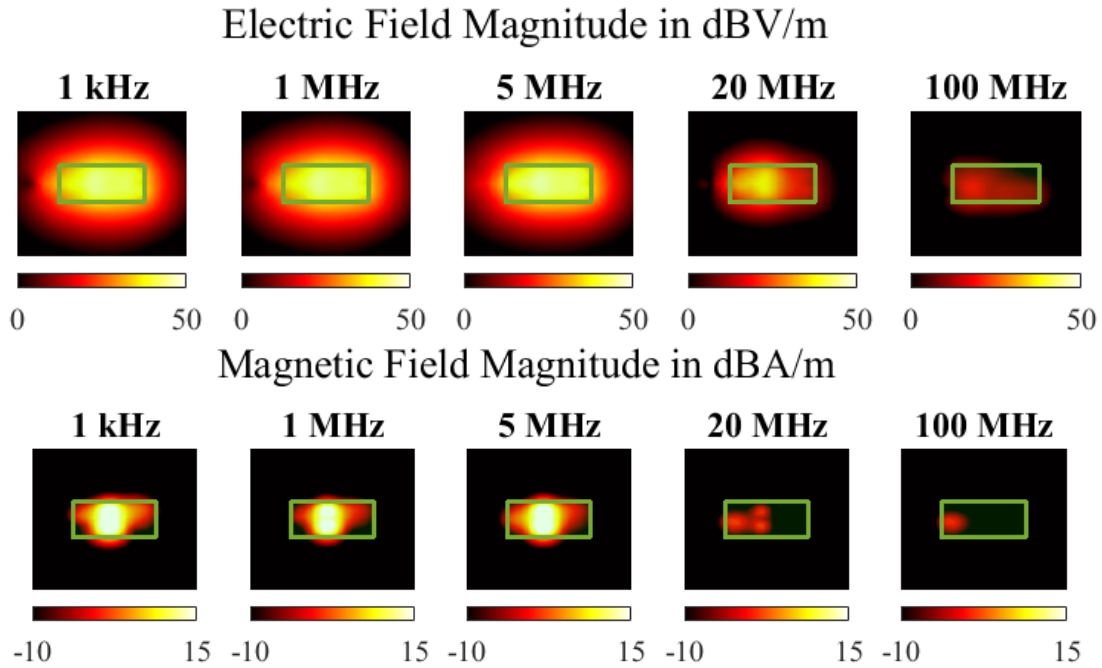 Electric Field Magnitude in dBV/m
1 kHz 1 MHz 5 MHz 20 MHz 100 MHz
0 50 0 50 0 50 0 50 0 50
Magnetic Field Magnitude in dBA/m
1 kHz 1 MHz 5 MHz 20 MHz 100 MHz
-10 15 -10 15 -10 15 -10 15 -10 15